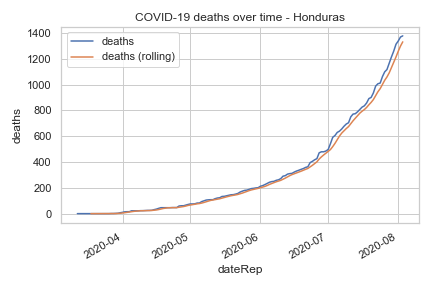 COVID-19 deaths over time - Honduras
deaths
deaths (rolling)
1400
1200
1000
800
600
400
200
0
deaths
2020-04
2020-05
2020-06
2020-07
2020-08
dateRep